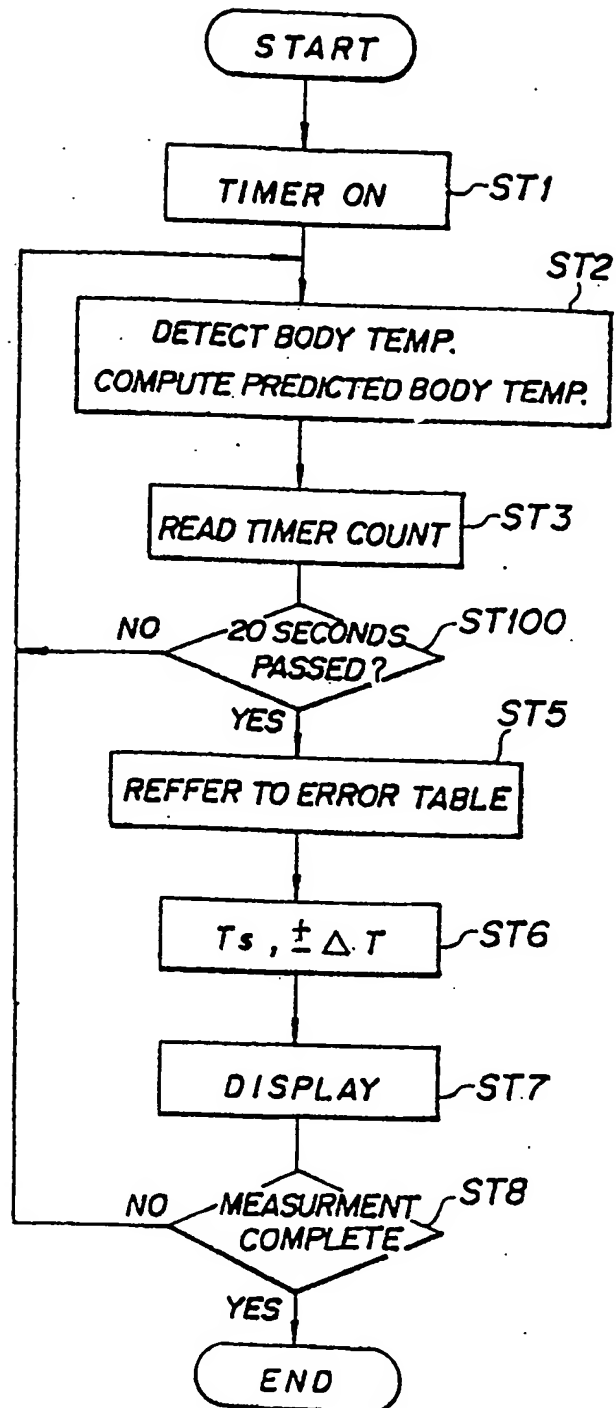 START
TIMER ON
ST1
ST2
DETECT BODY TEMP.
COMPUTE PREDICTED BODY TEMP.
READ TIMER COUNT
ST3
NO
20 SECONDS
PASSED?
ST100
YES
ST5
REFFER TO ERROR TABLE
Ts, ± △T
ST6
DISPLAY
ST7
NO
MEASURMENT
COMPLETE
ST8
YES
END